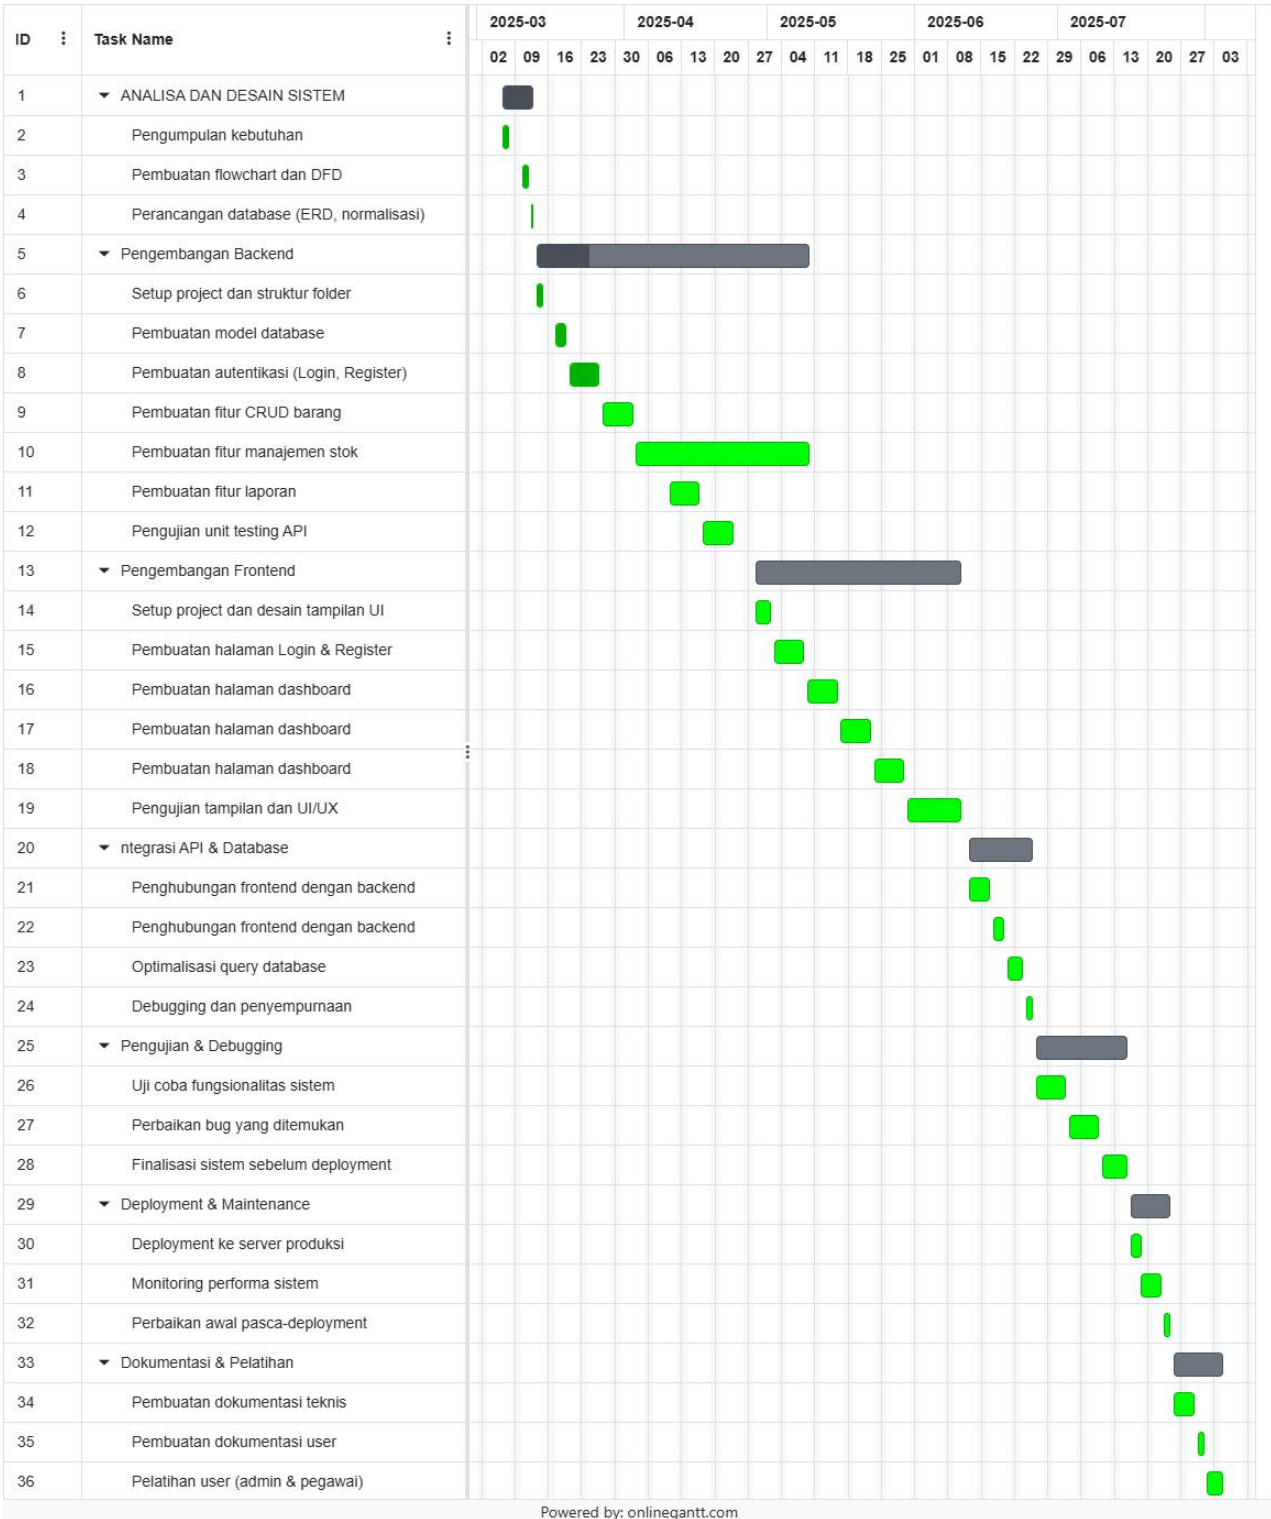 2025-03 2025-04 2025-05 2025-06 2025-07
ID Task Name
02 09 16 23 30 06 13 20 27 04 11 18 25 01 08 15 22 29 06 13 20 27 03
1 ANALISA DAN DESAIN SISTEM
2 Pengumpulan kebutuhan
3 Pembuatan flowchart dan DFD
4 Perancangan database (ERD, normalisasi)
5 Pengembangan Backend
6 Setup project dan struktur folder
7 Pembuatan model database
8 Pembuatan autentikasi (Login, Register)
9 Pembuatan fitur CRUD barang
10 Pembuatan fitur manajemen stok
11 Pembuatan fitur laporan
12 Pengujian unit testing API
13 Pengembangan Frontend
14 Setup project dan desain tampilan UI
15 Pembuatan halaman Login & Register
16 Pembuatan halaman dashboard
17 Pembuatan halaman dashboard
18 Pembuatan halaman dashboard
19 Pengujian tampilan dan UI/UX
20 ntegrasi API & Database
21 Penghubungan frontend dengan backend
22 Penghubungan frontend dengan backend
23 Optimalisasi query database
24 Debugging dan penyempurnaan
25 Pengujian & Debugging
26 Uji coba fungsionalitas sistem
27 Perbaikan bug yang ditemukan
28 Finalisasi sistem sebelum deployment
29 Deployment & Maintenance
30 Deployment ke server produksi
31 Monitoring performa sistem
32 Perbaikan awal pasca-deployment
33 Dokumentasi & Pelatihan
34 Pembuatan dokumentasi teknis
35 Pembuatan dokumentasi user
36 Pelatihan user (admin & pegawai)
Powered by: onlinegantt.com